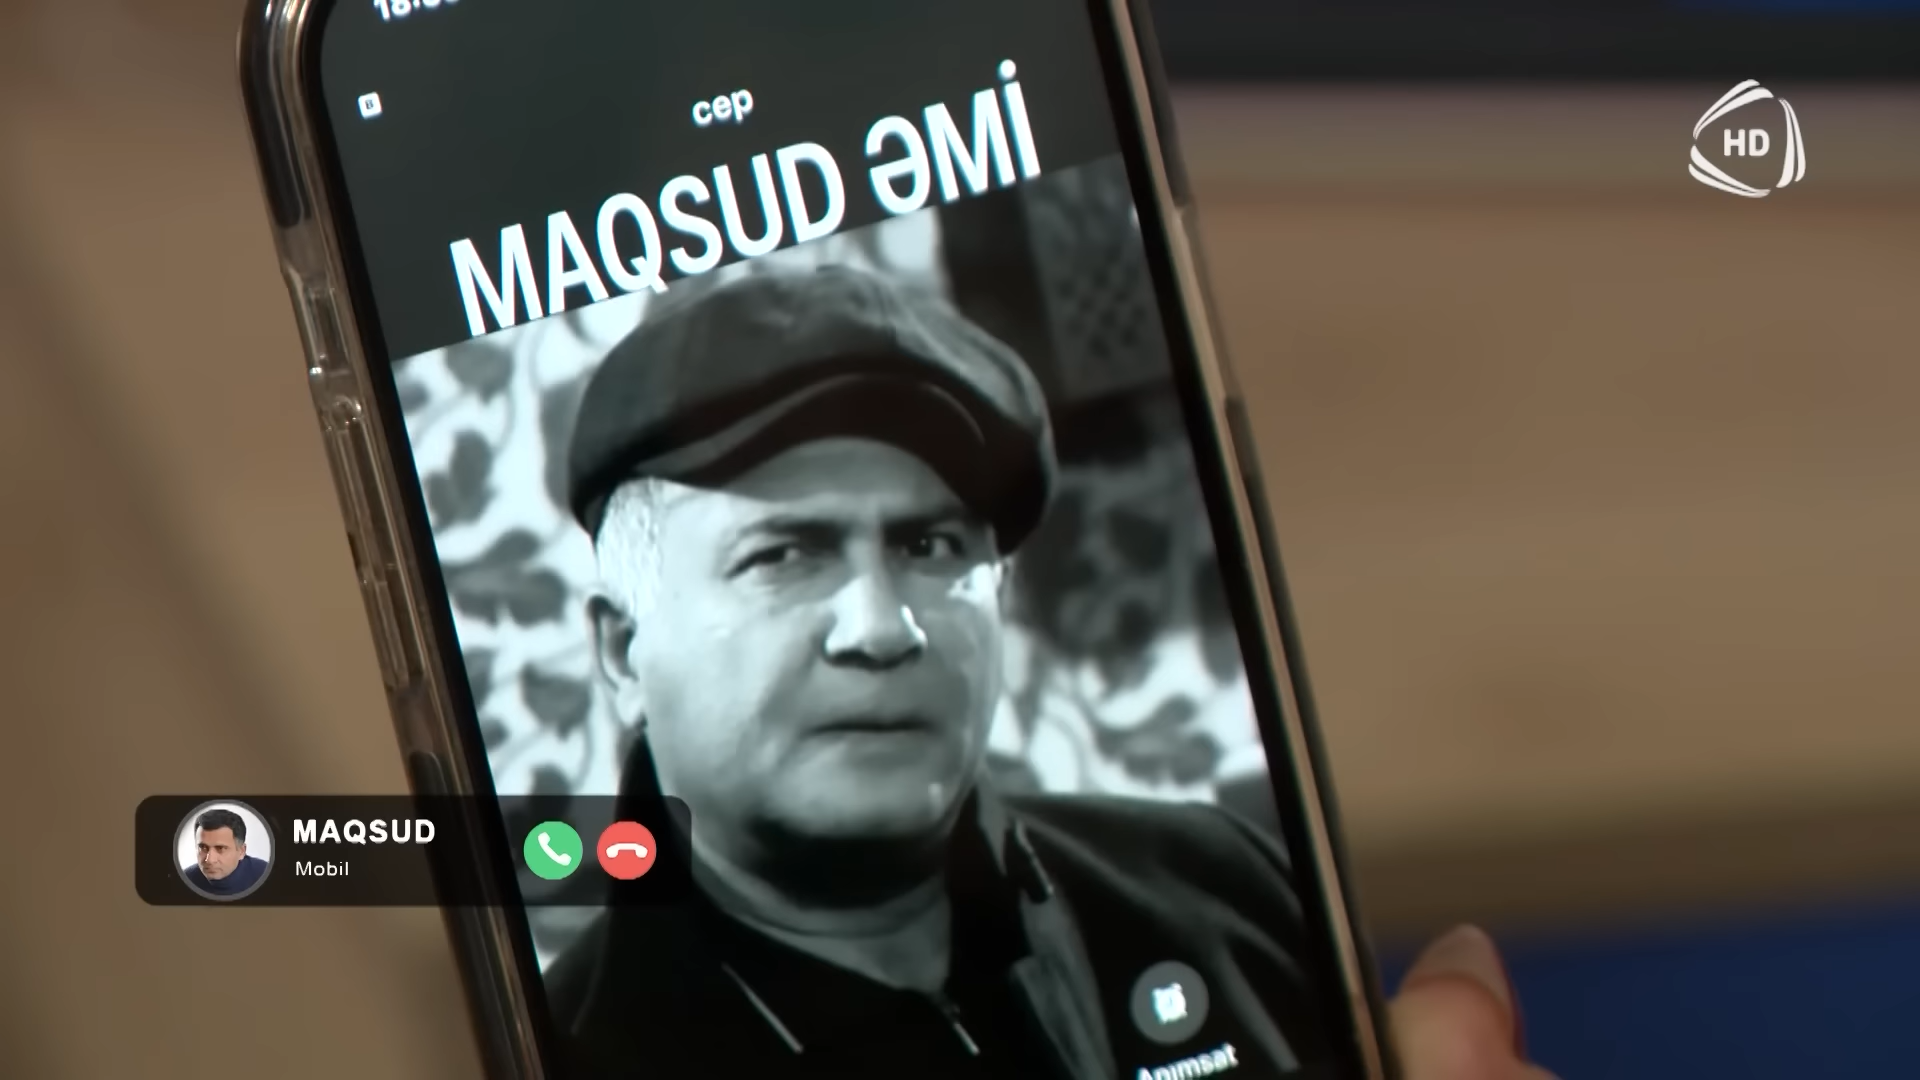 cep
MAQSUD ƏMİ
HD
MAQSUD
Mobil
Anımsat